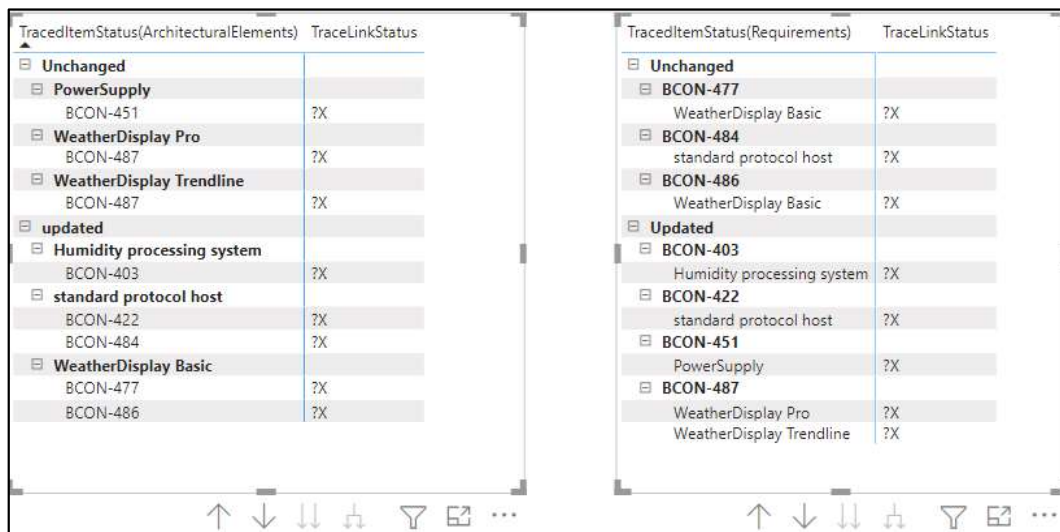 TracedItemStatus(ArchitecturalElements) TraceLinkStatus
Unchanged
PowerSupply
BCON-451 ?X
WeatherDisplay Pro
BCON-487 ?X
WeatherDisplay Trendline
BCON-487 ?X
updated
Humidity processing system
BCON-403 ?X
standard protocol host
BCON-422 ?X
BCON-484 ?X
WeatherDisplay Basic
BCON-477 ?X
BCON-486 ?X
TracedItemStatus(Requirements) TraceLinkStatus
Unchanged
BCON-477
WeatherDisplay Basic ?X
BCON-484
standard protocol host ?X
BCON-486
WeatherDisplay Basic ?X
Updated
BCON-403
Humidity processing system ?X
BCON-422
standard protocol host ?X
BCON-451
PowerSupply ?X
BCON-487
WeatherDisplay Pro ?X
WeatherDisplay Trendline ?X